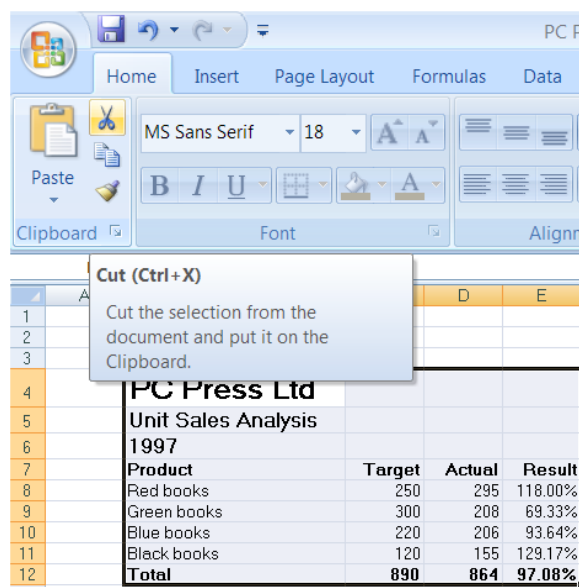 PC P
Home Insert Page Layout Formulas Data
MS Sans Serif 18 A A
Paste
B I U A
Clipboard Font Alignm
Cut (Ctrl+X)
Cut the selection from the
document and put it on the
Clipboard.
A D E
1
2
3
4 PC Press Ltd
5 Unit Sales Analysis
6 1997
7 Product Target Actual Result
8 Red books 250 295 118.00%
9 Green books 300 208 69.33%
10 Blue books 220 206 93.64%
11 Black books 120 155 129.17%
12 Total 890 864 97.08%